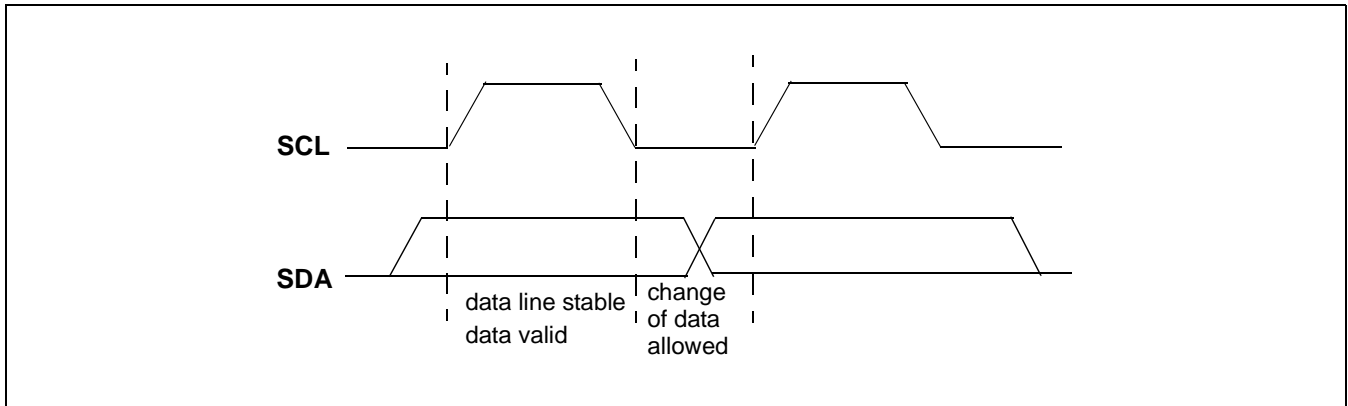 SCL
SDA
data line stable
data valid
change
of data
allowed